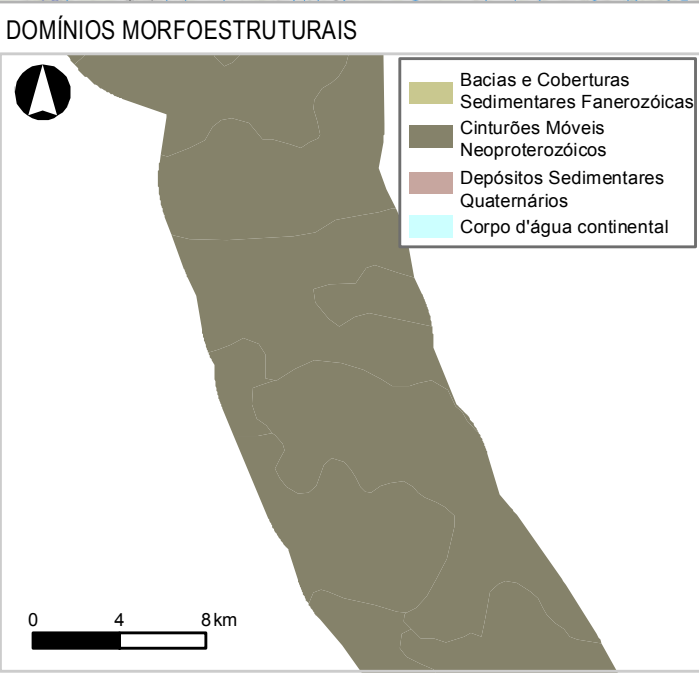 DOMÍNIOS MORFOESTRUTURAIS
Bacias e Coberturas
Sedimentares Fanerozóicas
Cinturões Móveis
Neoproterozóicos
Depósitos Sedimentares
Quaternários
Corpo d'água continental
0 4 8 km